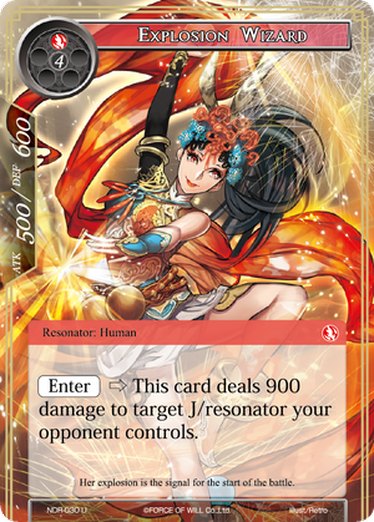 Explosion Wizard
4
ATK 500 / DEF 600
Resonator: Human
Enter ⇨ This card deals 900
damage to target J/resonator your
opponent controls.
Her explosion is the signal for the start of the battle.
NDR-030 U ©FORCE OF WILL Co.,Ltd. Illust/Retro